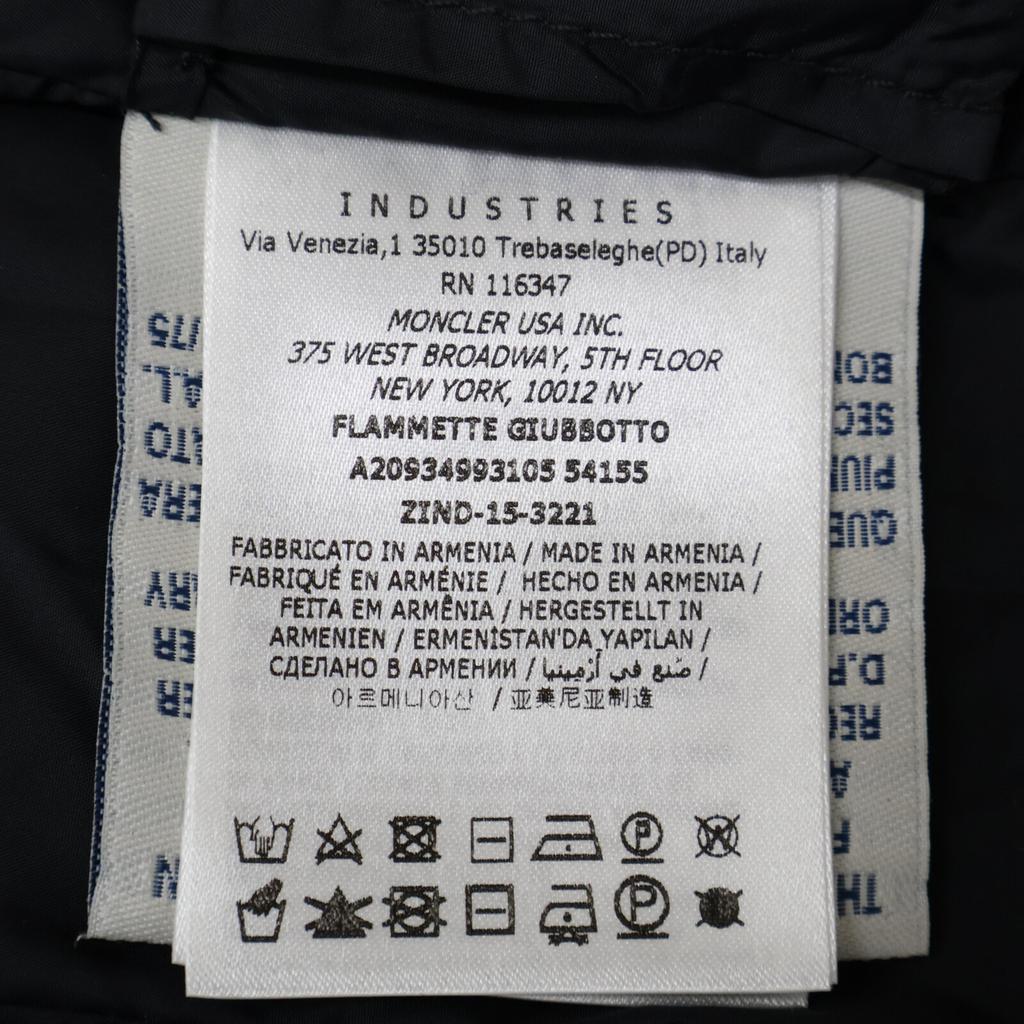 INDUSTRIES
Via Venezia,1 35010 Trebaseleghe(PD) Italy
RN 116347
MONCLER USA INC.
375 WEST BROADWAY, 5TH FLOOR
NEW YORK, 10012 NY
FLAMMETTE GIUBBOTTO
A20934993105 54155
ZIND-15-3221
FABBRICATO IN ARMENIA / MADE IN ARMENIA /
FABRIQUÉ EN ARMÉNIE / HECHO EN ARMENIA /
FEITA EM ARMÊNIA / HERGESTELLT IN
ARMENIEN / ERMENİSTAN'DA YAPILAN /
СДЕЛАНО В АРМЕНИИ / صُنع في أرْمِينيا /
아르메니아산 / 亚美尼亚制造